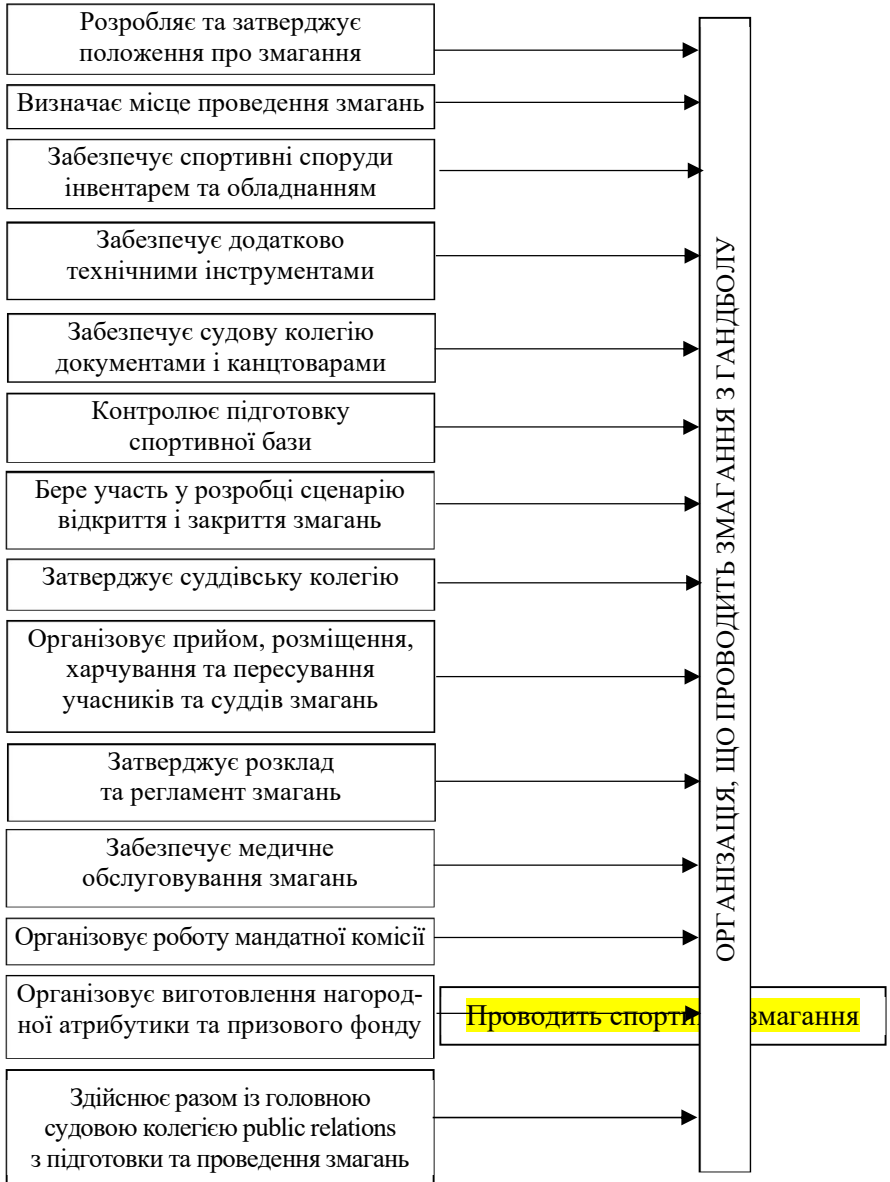 Розробляє та затверджує
положення про змагання
Визначає місце проведення змагань
Забезпечує спортивні споруди
інвентарем та обладнанням
Забезпечує додатково
технічними інструментами
Забезпечує судову колегію
документами і канцтоварами
Контролює підготовку
спортивної бази
Бере участь у розробці сценарію
відкриття і закриття змагань
Затверджує суддівську колегію
Організовує прийом, розміщення,
харчування та пересування
учасників та суддів змагань
Затверджує розклад
та регламент змагань
Забезпечує медичне
обслуговування змагань
Організовує роботу мандатної комісії
Організовує виготовлення нагород-
ної атрибутики та призового фонду
Проводить змагання
Здійснює разом із головною
судовою колегією public relations
з підготовки та проведення змагань
ОРГАНІЗАЦІЯ, ЩО ПРОВОДИТЬ ЗМАГАННЯ З ГАНДБОЛУ